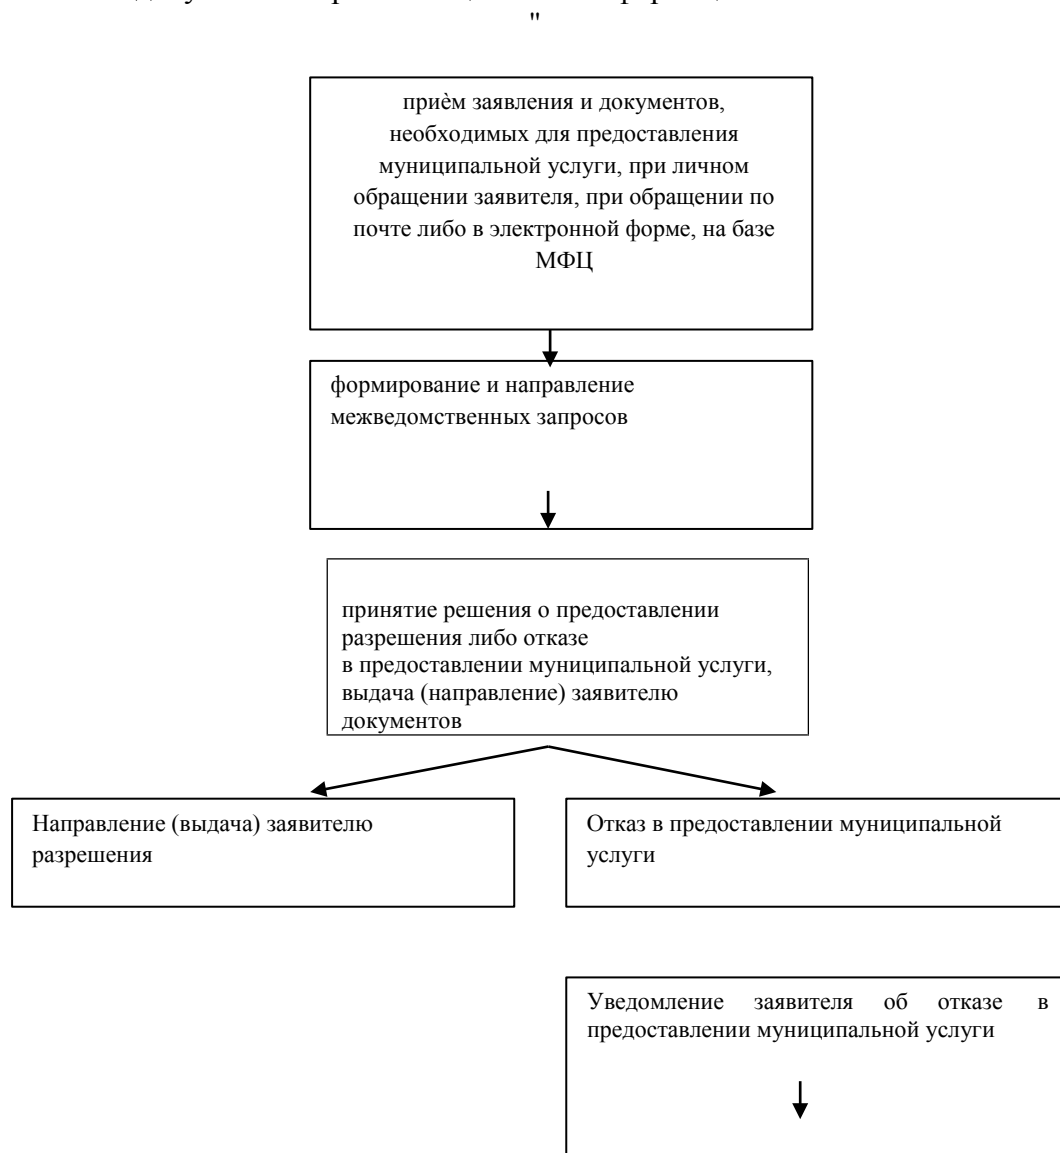 "
приѐм заявления и документов,
необходимых для предоставления
муниципальной услуги, при личном
обращении заявителя, при обращении по
почте либо в электронной форме, на базе
МФЦ
формирование и направление
межведомственных запросов
принятие решения о предоставлении
разрешения либо отказе
в предоставлении муниципальной услуги,
выдача (направление) заявителю
документов
Направление (выдача) заявителю
разрешения
Отказ в предоставлении муниципальной
услуги
Уведомление заявителя об отказе в
предоставлении муниципальной услуги